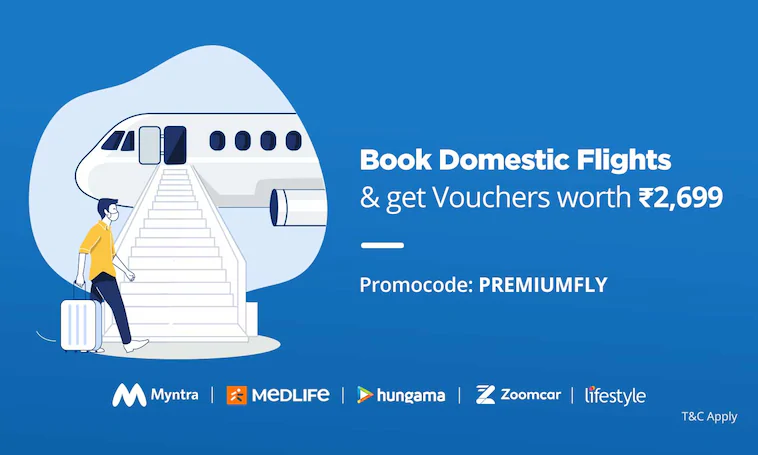 Book Domestic Flights
& get Vouchers worth ₹2,699
Promocode: PREMIUMFLY
Myntra | MEDLIFE | hungama | Zoomcar | lifestyle
T&C Apply